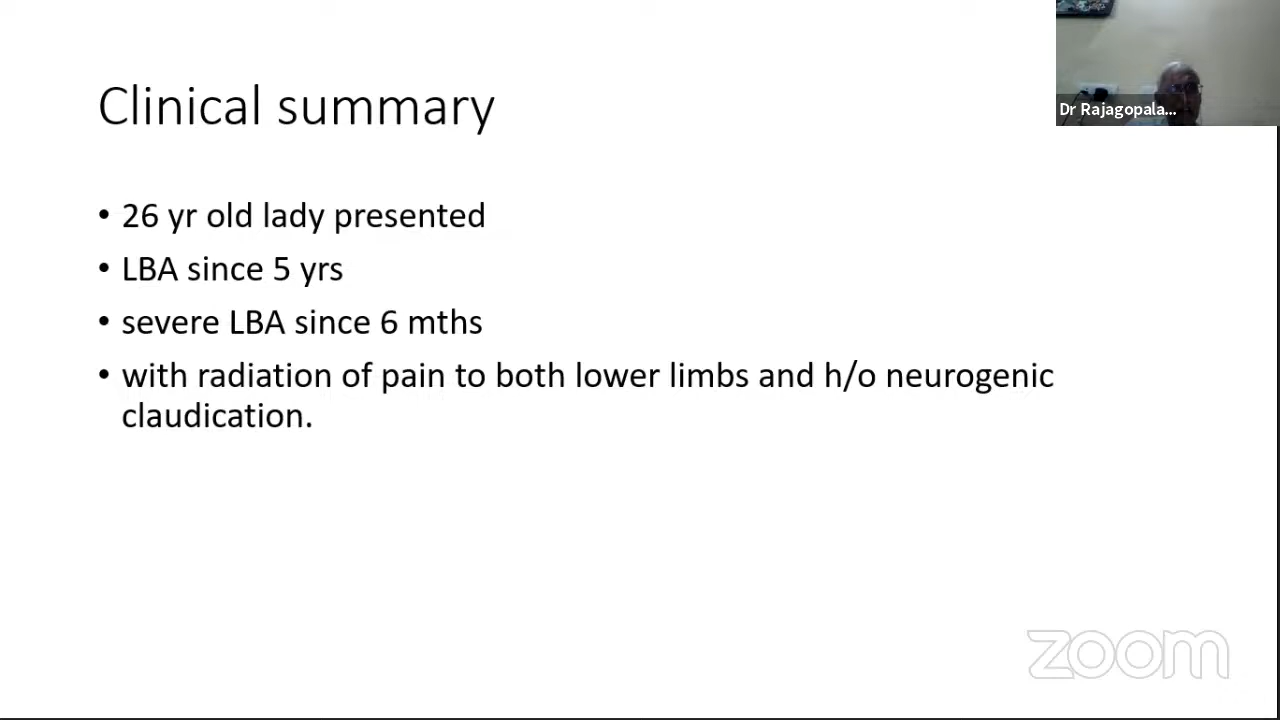 Clinical summary
Dr Rajagopala...
• 26 yr old lady presented
• LBA since 5 yrs
• severe LBA since 6 mths
• with radiation of pain to both lower limbs and h/o neurogenic
claudication.
zoom